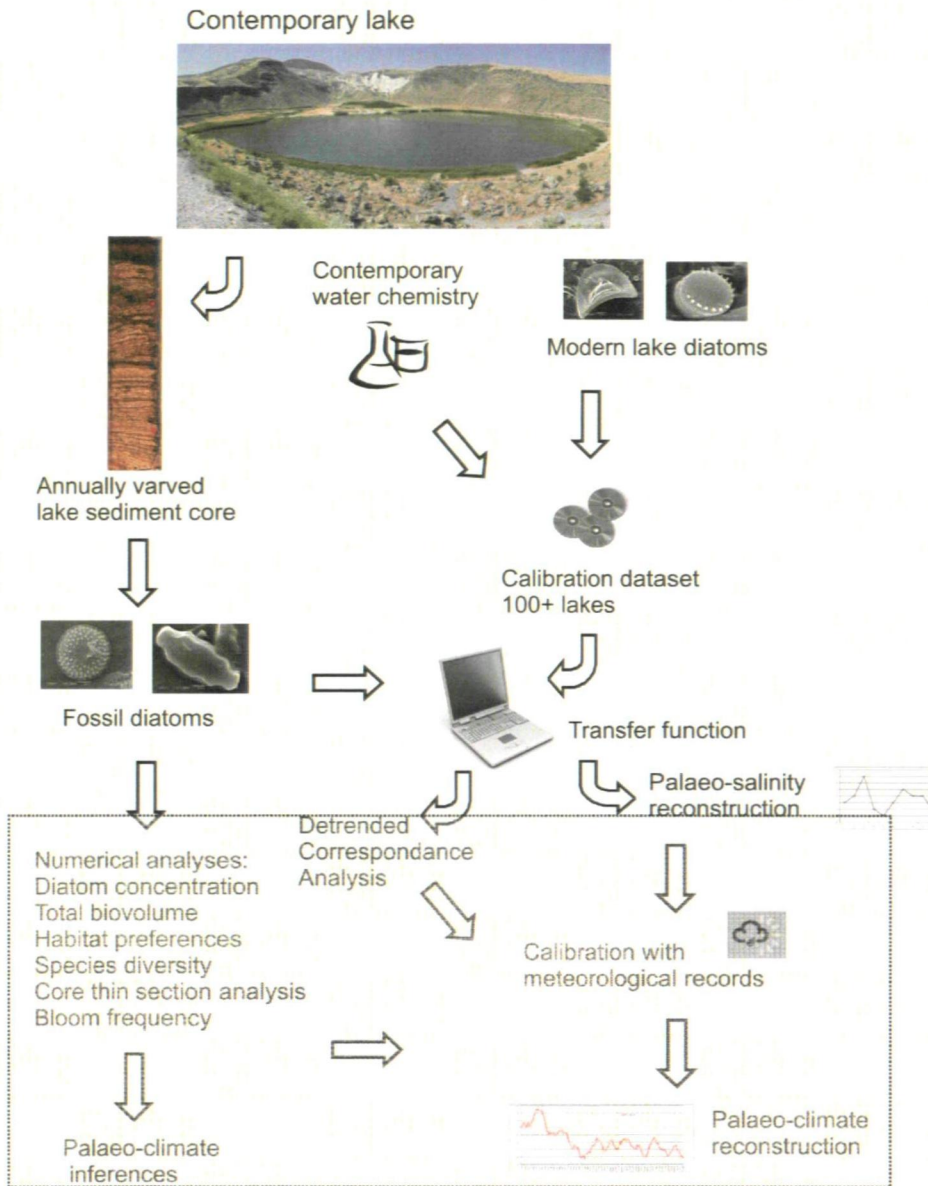 Contemporary lake
Contemporary
water chemistry
Modern lake diatoms
Annually varved
lake sediment core
Calibration dataset
100+ lakes
Fossil diatoms
Transfer function
Palaeo-salinity
reconstruction
Detrended
Correspondance
Analysis
Numerical analyses:
Diatom concentration
Total biovolume
Habitat preferences
Species diversity
Core thin section analysis
Bloom frequency
Calibration with
meteorological records
Palaeo-climate
inferences
Palaeo-climate
reconstruction